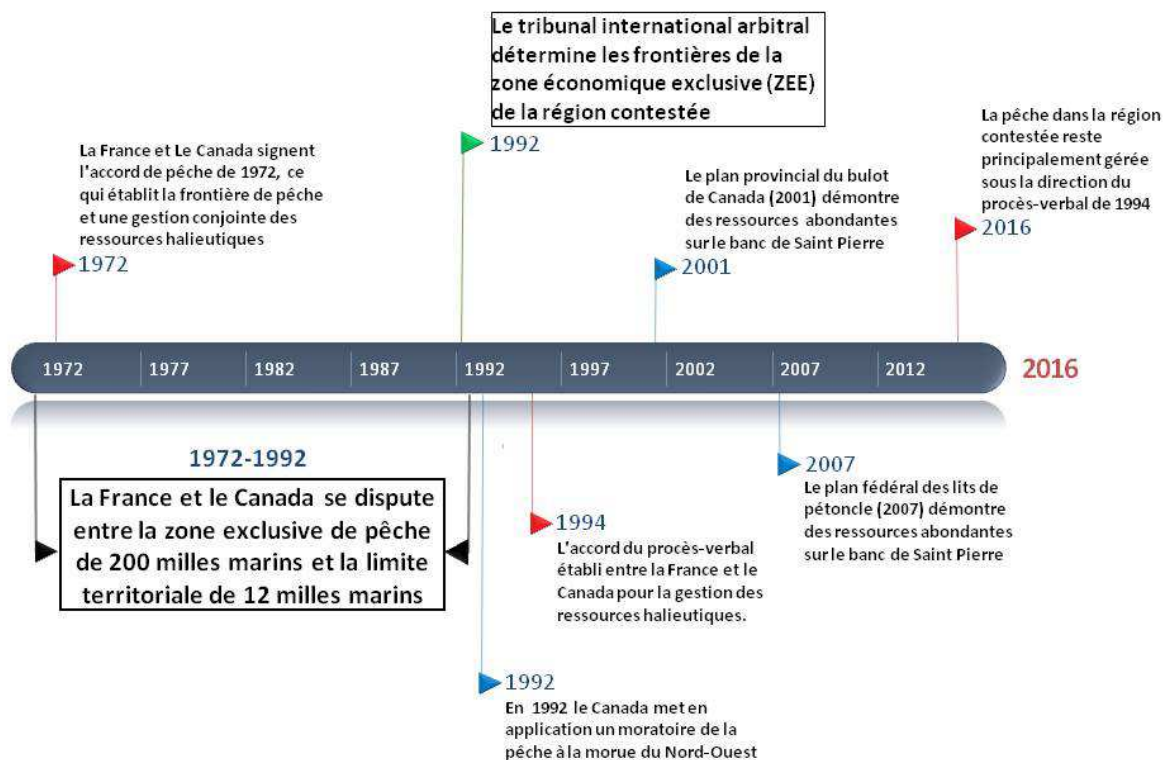 Le tribunal international arbitral
détermine les frontières de la
zone économique exclusive (ZEE)
de la région contestée
1992
La France et Le Canada signent
l'accord de pêche de 1972, ce
qui établit la frontière de pêche
et une gestion conjointe des
ressources halieutiques
1972
Le plan provincial du bulot
de Canada (2001) démontre
des ressources abondantes
sur le banc de Saint Pierre
2001
La pêche dans la région
contestée reste
principalement gérée
sous la direction du
procès-verbal de 1994
2016
1972 1977 1982 1987 1992 1997 2002 2007 2012 2016
1972-1992
La France et le Canada se dispute
entre la zone exclusive de pêche
de 200 milles marins et la limite
territoriale de 12 milles marins
1994
L'accord du procès-verbal
établi entre la France et le
Canada pour la gestion des
ressources halieutiques.
2007
Le plan fédéral des lits de
pétoncle (2007) démontre
des ressources abondantes
sur le banc de Saint Pierre
1992
En 1992 le Canada met en
application un moratoire de la
pêche à la morue du Nord-Ouest